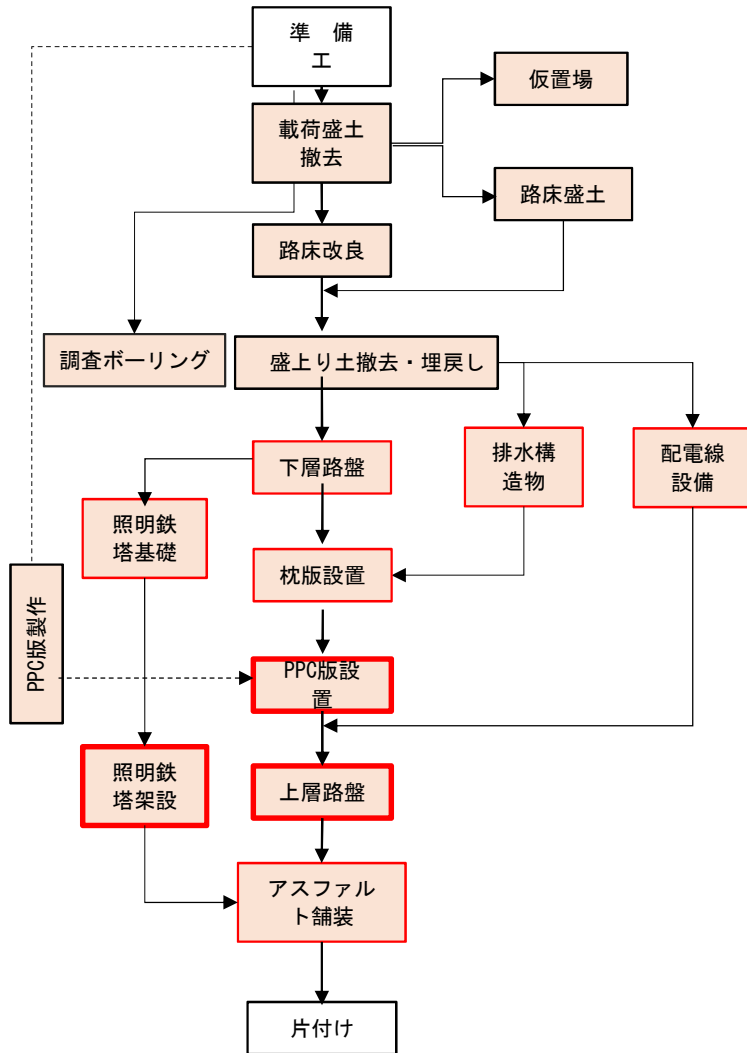 準　備
工
仮置場
載荷盛土
撤去
路床盛土
路床改良
調査ボーリング
盛上り土撤去・埋戻し
下層路盤
排水構
造物
配電線
設備
照明鉄
塔基礎
枕版設置
PPC版製作
PPC版設
置
照明鉄
塔架設
上層路盤
アスファル
ト舗装
片付け